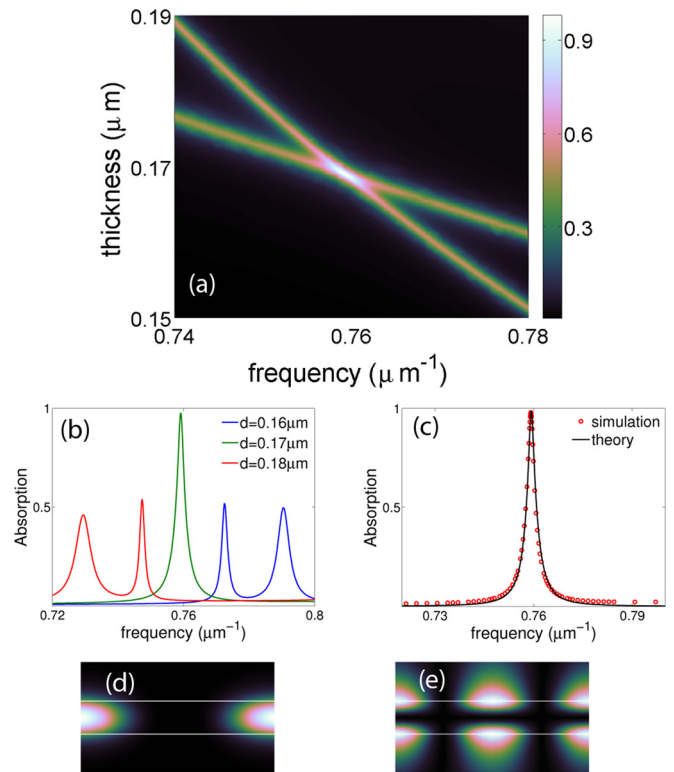 0.19
0.17
0.15
thickness (μ m)
(a)
0.74 0.76 0.78
frequency (μ m⁻¹)
0.9
0.6
0.3
(b)
d=0.16μm
d=0.17μm
d=0.18μm
1
0.5
Absorption
0.72 0.76 0.8
frequency (μm⁻¹)
(c)
simulation
theory
1
0.5
Absorption
0.73 0.76 0.79
frequency (μm⁻¹)
(d)
(e)